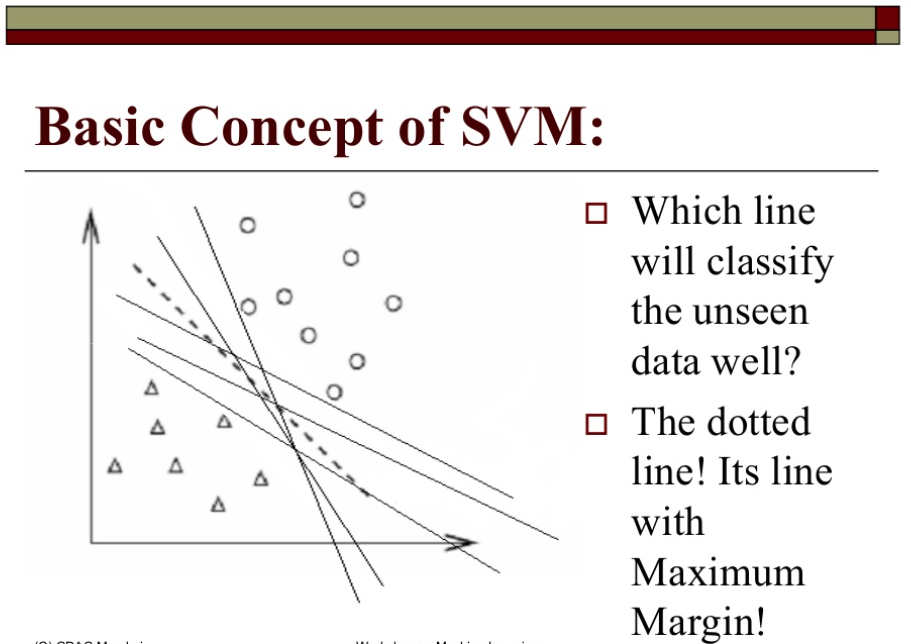 Basic Concept of SVM:
Which line
will classify
the unseen
data well?
The dotted
line! Its line
with
Maximum
Margin!